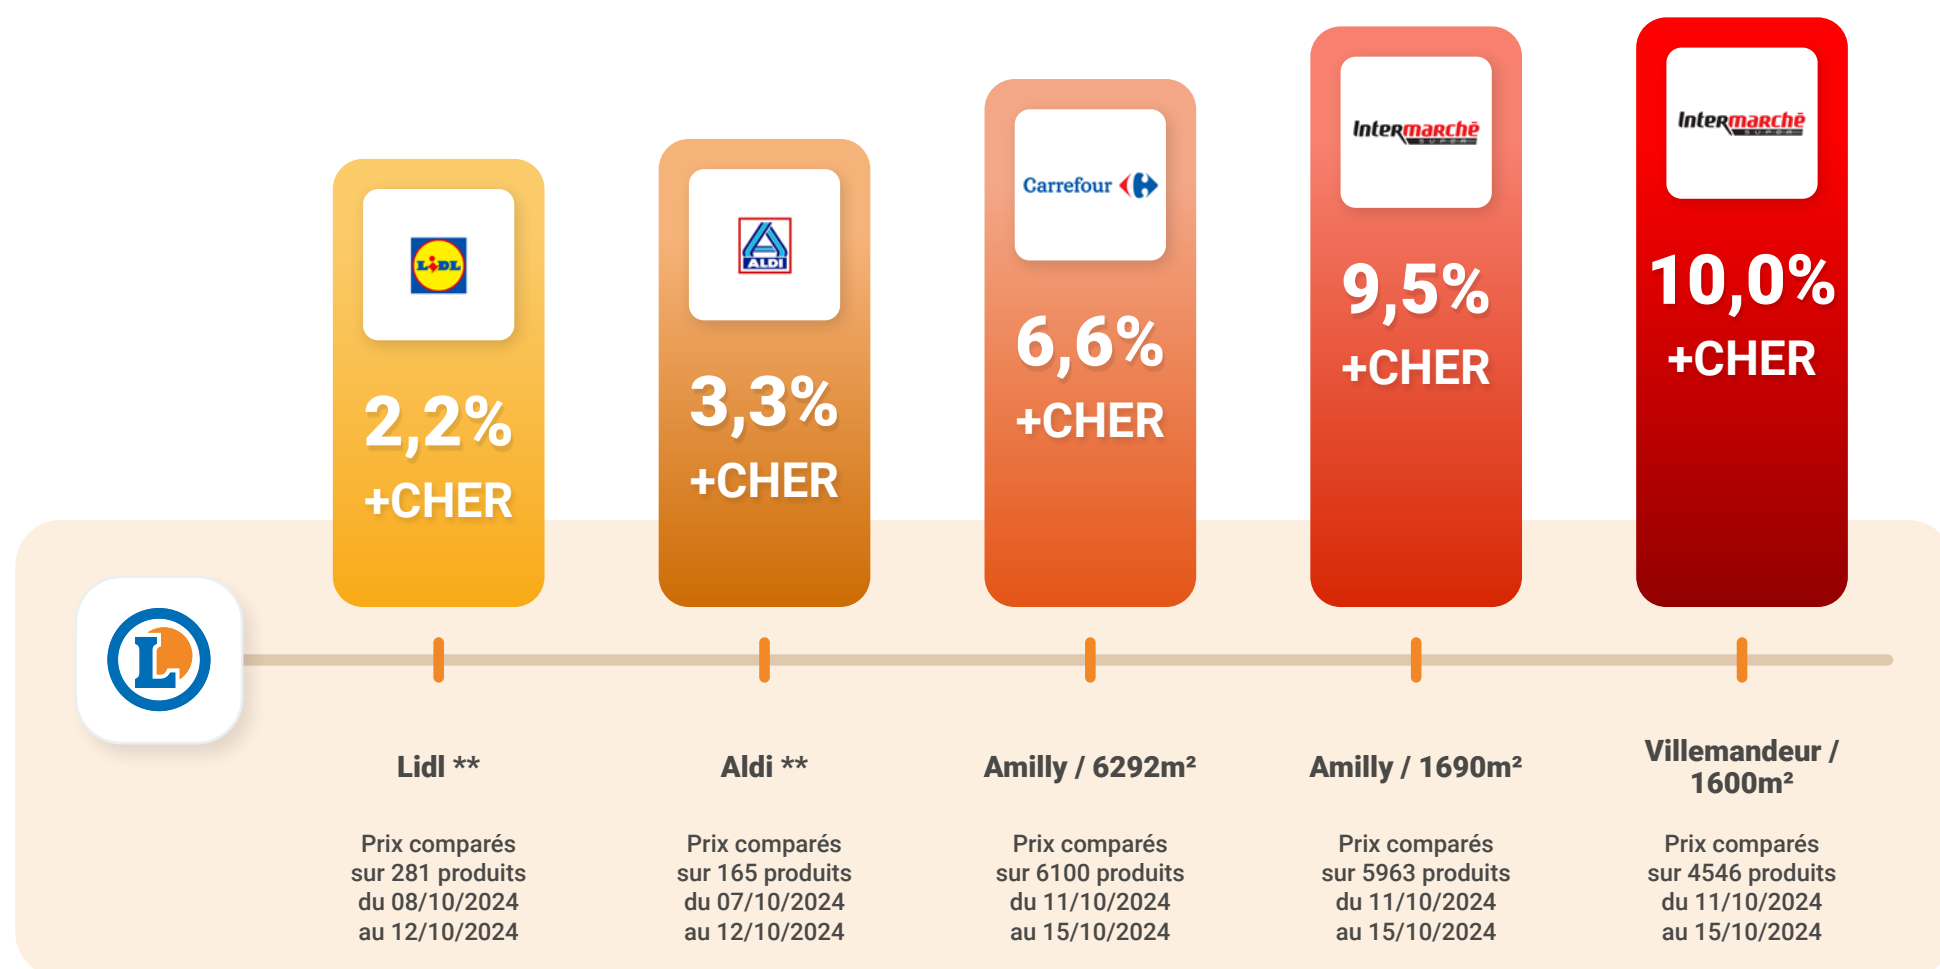 LIDL
2,2%
+CHER
ALDI
3,3%
+CHER
Carrefour
6,6%
+CHER
Intermarchē
SUPER
9,5%
+CHER
Intermarchē
SUPER
10,0%
+CHER
L
Lidl **
Prix comparés
sur 281 produits
du 08/10/2024
au 12/10/2024
Aldi **
Prix comparés
sur 165 produits
du 07/10/2024
au 12/10/2024
Amilly / 6292m²
Prix comparés
sur 6100 produits
du 11/10/2024
au 15/10/2024
Amilly / 1690m²
Prix comparés
sur 5963 produits
du 11/10/2024
au 15/10/2024
Villemandeur /
1600m²
Prix comparés
sur 4546 produits
du 11/10/2024
au 15/10/2024